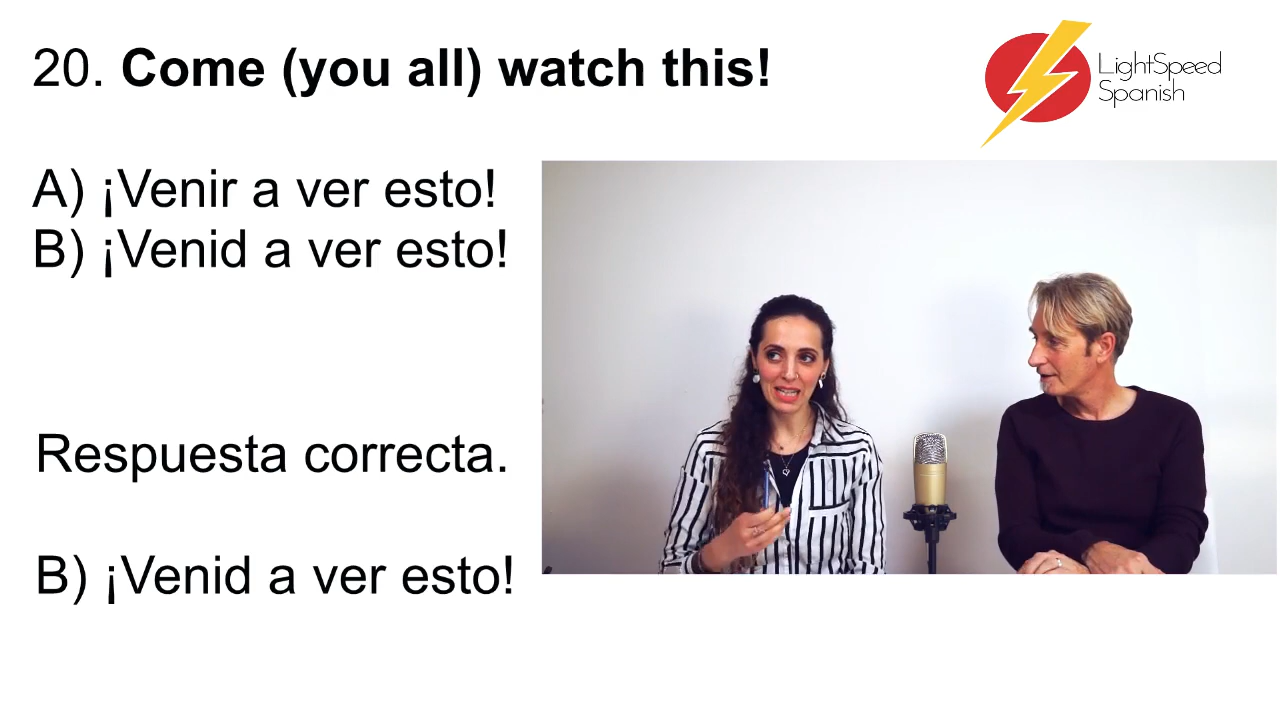 20. Come (you all) watch this!
LightSpeed
Spanish
A) ¡Venir a ver esto!
B) ¡Venid a ver esto!
Respuesta correcta.
B) ¡Venid a ver esto!